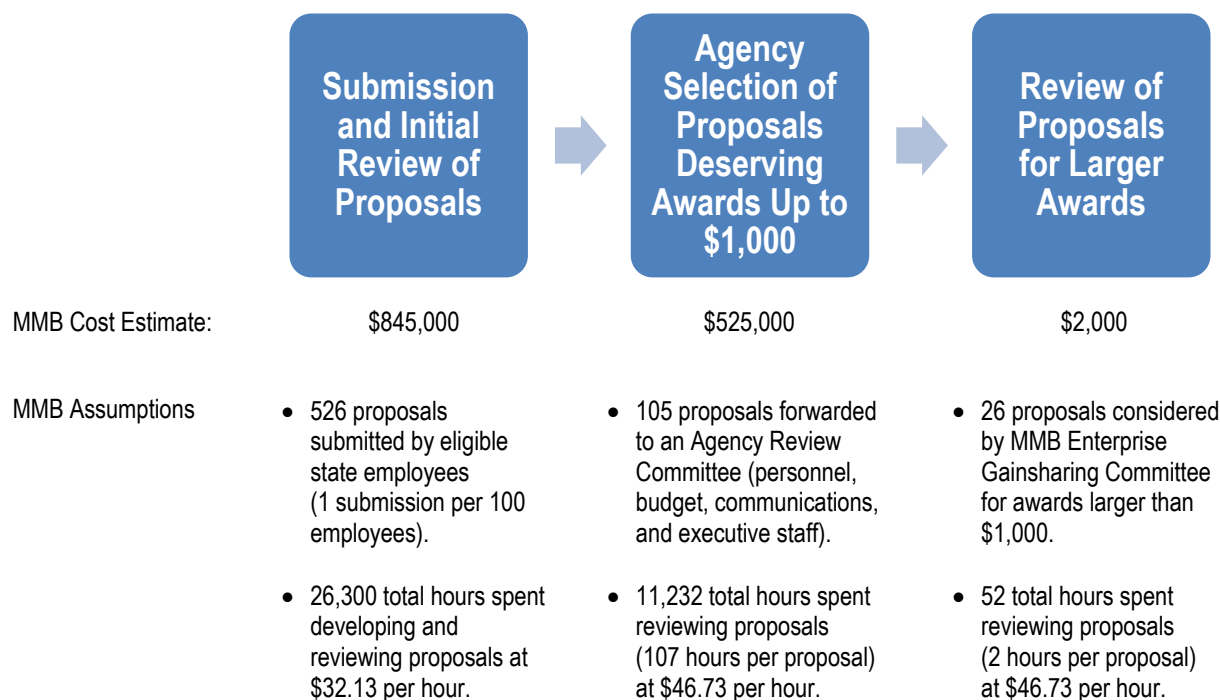 Submission
and Initial
Review of
Proposals
Agency
Selection of
Proposals
Deserving
Awards Up to
$1,000
Review of
Proposals
for Larger
Awards
MMB Cost Estimate:
$845,000
$525,000
$2,000
MMB Assumptions
• 526 proposals
submitted by eligible
state employees
(1 submission per 100
employees).
• 26,300 total hours spent
developing and
reviewing proposals at
$32.13 per hour.
• 105 proposals forwarded
to an Agency Review
Committee (personnel,
budget, communications,
and executive staff).
• 11,232 total hours spent
reviewing proposals
(107 hours per proposal)
at $46.73 per hour.
• 26 proposals considered
by MMB Enterprise
Gainsharing Committee
for awards larger than
$1,000.
• 52 total hours spent
reviewing proposals
(2 hours per proposal)
at $46.73 per hour.